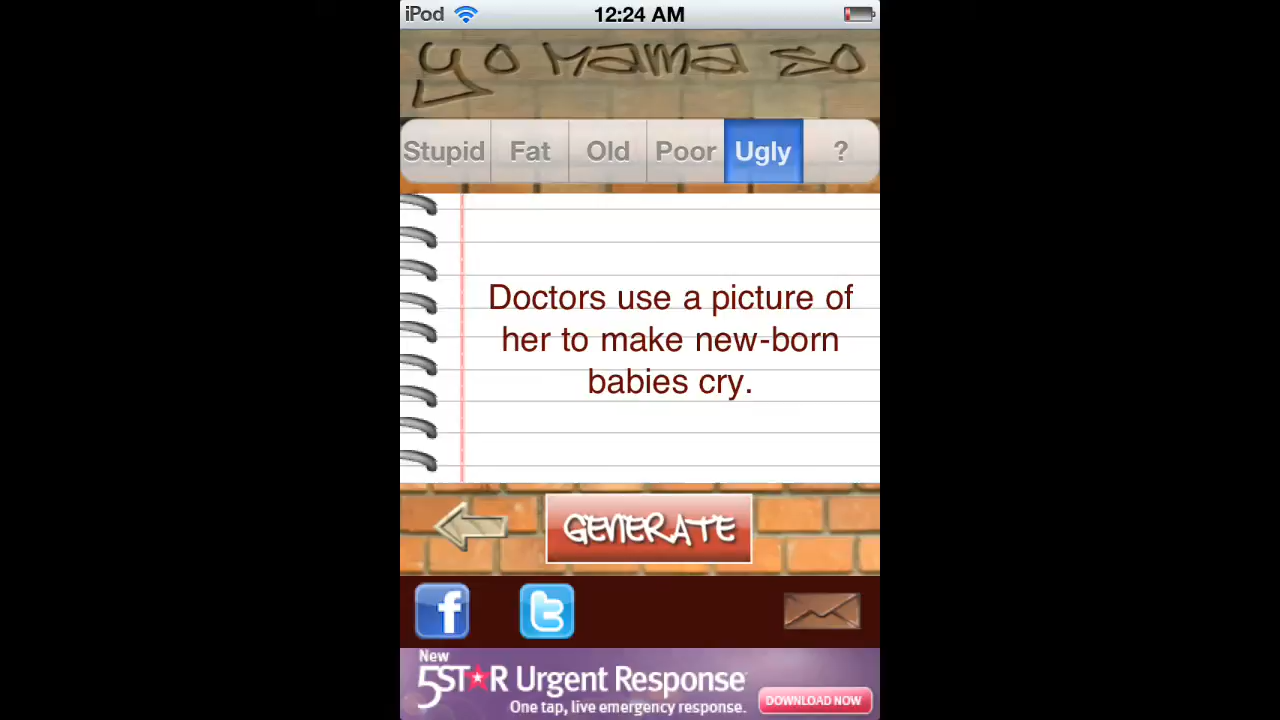 iPod 12:24 AM
yo mama so
Stupid Fat Old Poor Ugly ?
Doctors use a picture of
her to make new-born
babies cry.
GENERATE
f t
New
5STAR Urgent Response
One tap, live emergency response.
DOWNLOAD NOW